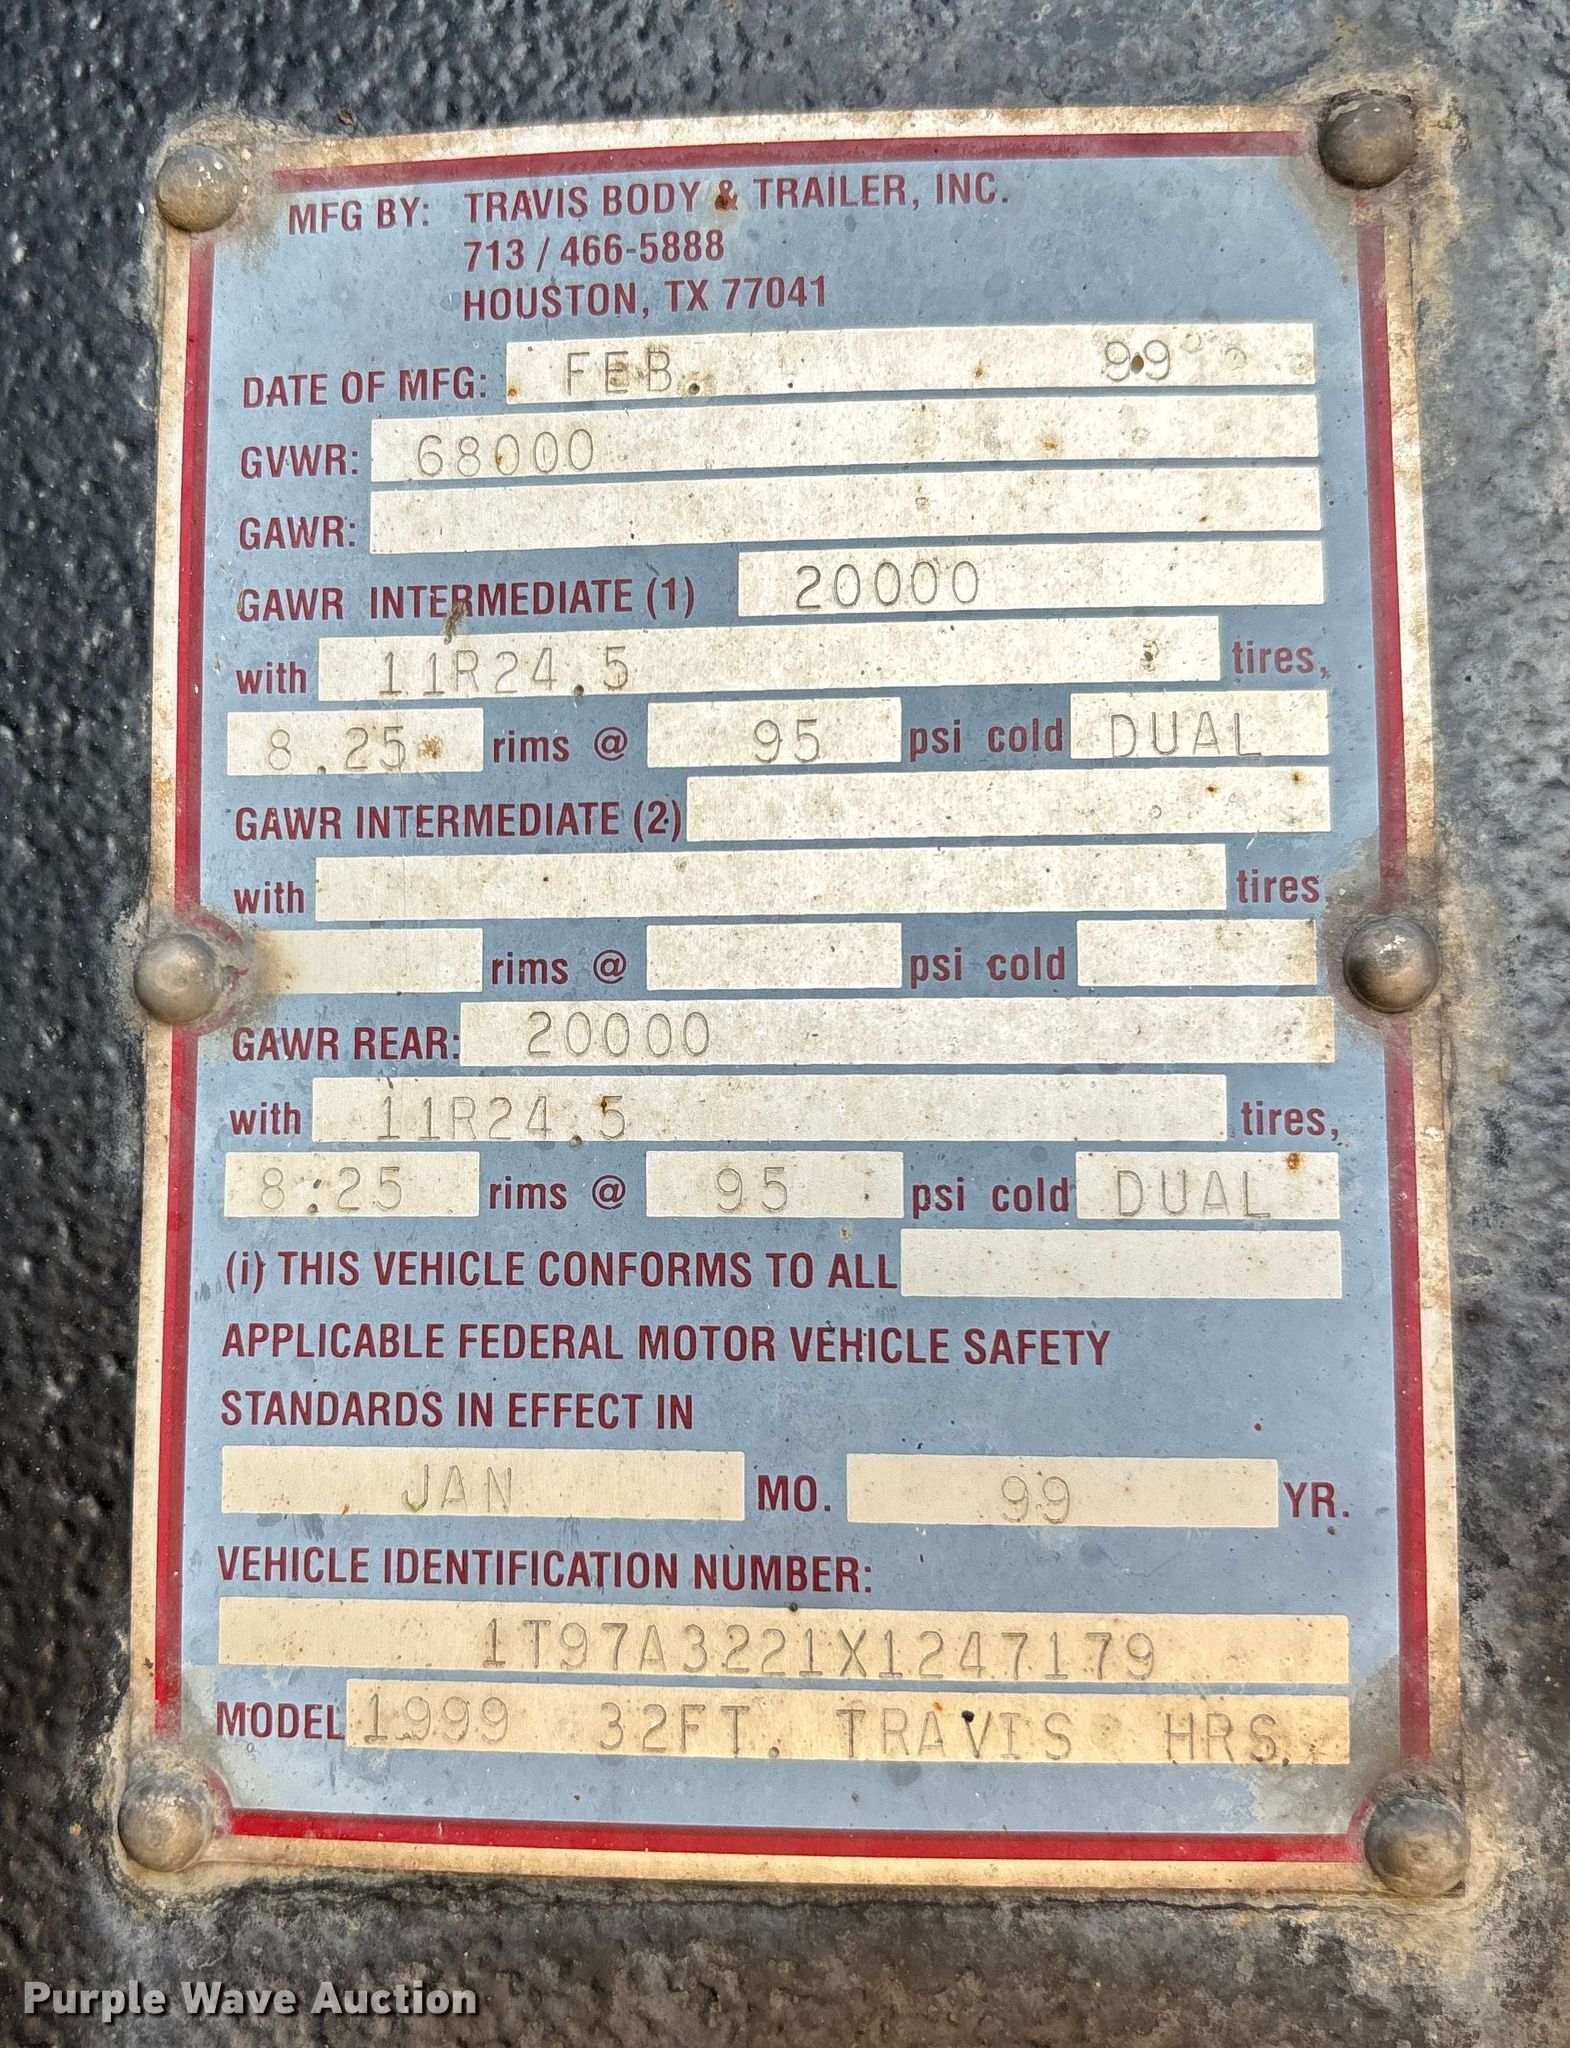 MFG BY: TRAVIS BODY & TRAILER, INC.
713 / 466-5888
HOUSTON, TX 77041
DATE OF MFG: FEB. 99
GVWR: 68000
GAWR:
GAWR INTERMEDIATE (1) 20000
with 11R24.5 tires,
8.25 rims @ 95 psi cold DUAL
GAWR INTERMEDIATE (2)
with tires
rims @ psi cold
GAWR REAR: 20000
with 11R24.5 tires,
8.25 rims @ 95 psi cold DUAL
(i) THIS VEHICLE CONFORMS TO ALL
APPLICABLE FEDERAL MOTOR VEHICLE SAFETY
STANDARDS IN EFFECT IN
JAN MO. 99 YR.
VEHICLE IDENTIFICATION NUMBER:
1T97A3221X1247179
MODEL 1999 32FT. TRAVIS HRS.
Purple Wave Auction